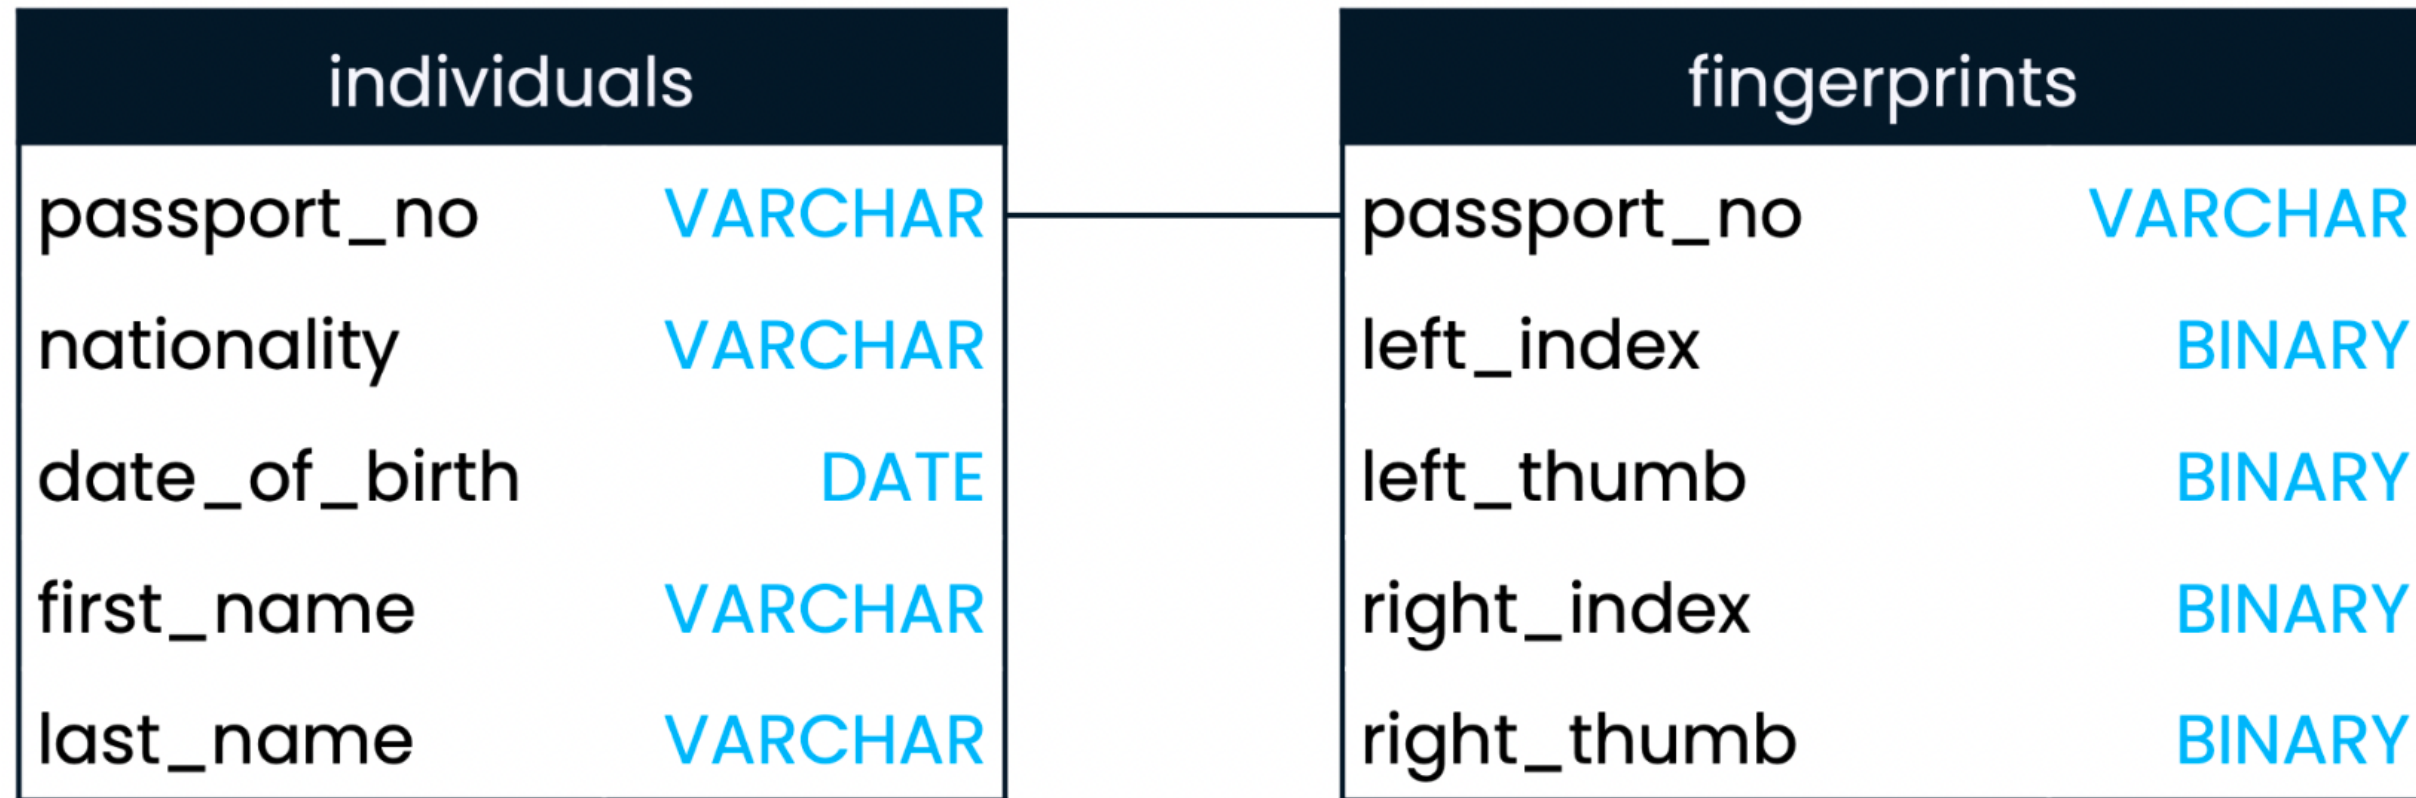 individuals
passport_no VARCHAR
nationality VARCHAR
date_of_birth DATE
first_name VARCHAR
last_name VARCHAR
fingerprints
passport_no VARCHAR
left_index BINARY
left_thumb BINARY
right_index BINARY
right_thumb BINARY